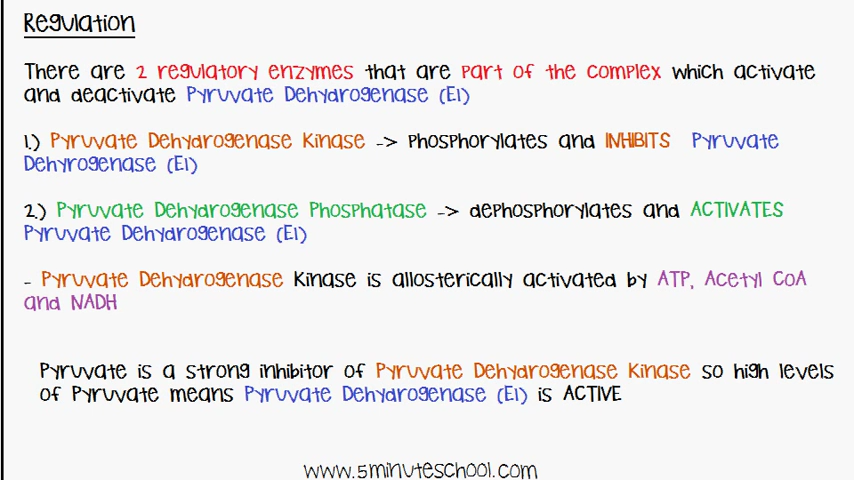 Regulation
There are 2 regulatory enzymes that are part of the complex which activate
and deactivate Pyruvate Dehydrogenase (E1)
1.) Pyruvate Dehydrogenase Kinase -> phosphorylates and INHIBITS Pyruvate
Dehyrogenase (E1)
2.) Pyruvate Dehydrogenase Phosphatase -> dephosphorylates and ACTIVATES
Pyruvate Dehydrogenase (E1)
- Pyruvate Dehydrogenase Kinase is allosterically activated by ATP, Acetyl CoA
and NADH
Pyruvate is a strong inhibitor of Pyruvate Dehydrogenase Kinase so high levels
of Pyruvate means Pyruvate Dehydrogenase (E1) is ACTIVE
www.5minuteschool.com